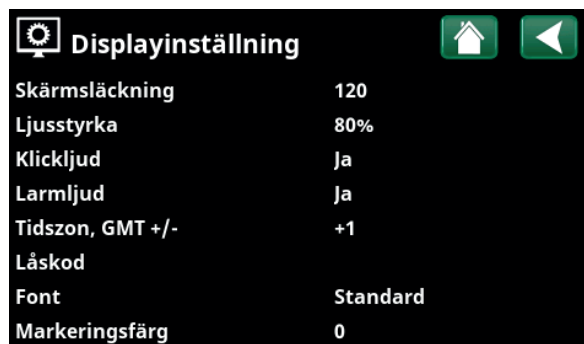 Displayinställning
Skärmsläckning 120
Ljusstyrka 80%
Klickljud Ja
Larmljud Ja
Tidszon, GMT +/- +1
Låskod
Font Standard
Markeringsfärg 0